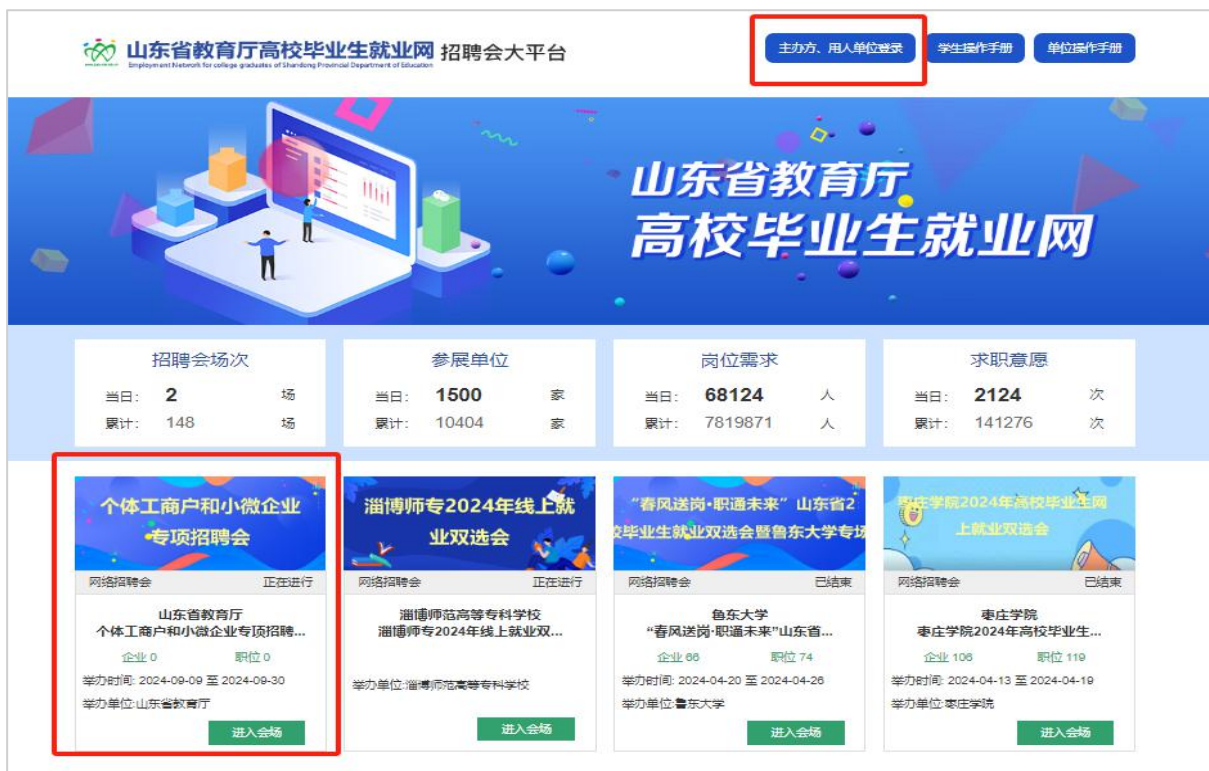 山东省教育厅高校毕业生就业网 招聘会大平台
Employment Network for college graduates of Shandong Provincial Department of Education
主办方、用人单位登录
学生操作手册
单位操作手册
山东省教育厅
高校毕业生就业网
招聘会场次
当日: 2 场
累计: 148 场
参展单位
当日: 1500 家
累计: 10404 家
岗位需求
当日: 68124 人
累计: 7819871 人
求职意愿
当日: 2124 次
累计: 141276 次
个体工商户和小微企业
专项招聘会
网络招聘会 正在进行
山东省教育厅
个体工商户和小微企业专项招聘...
企业 0 职位 0
举办时间: 2024-09-09 至 2024-09-30
举办单位:山东省教育厅
进入会场
淄博师专2024年线上就
业双选会
网络招聘会 正在进行
淄博师范高等专科学校
淄博师专2024年线上就业双...
举办单位:淄博师范高等专科学校
进入会场
“春风送岗·职通未来”山东省2
校毕业生就业双选会暨鲁东大学专场
网络招聘会 已结束
鲁东大学
“春风送岗·职通未来”山东省...
企业 66 职位 74
举办时间: 2024-04-20 至 2024-04-26
举办单位:鲁东大学
进入会场
枣庄学院2024年高校毕业生网
上就业双选会
网络招聘会 已结束
枣庄学院
枣庄学院2024年高校毕业生...
企业 106 职位 119
举办时间: 2024-04-13 至 2024-04-19
举办单位:枣庄学院
进入会场